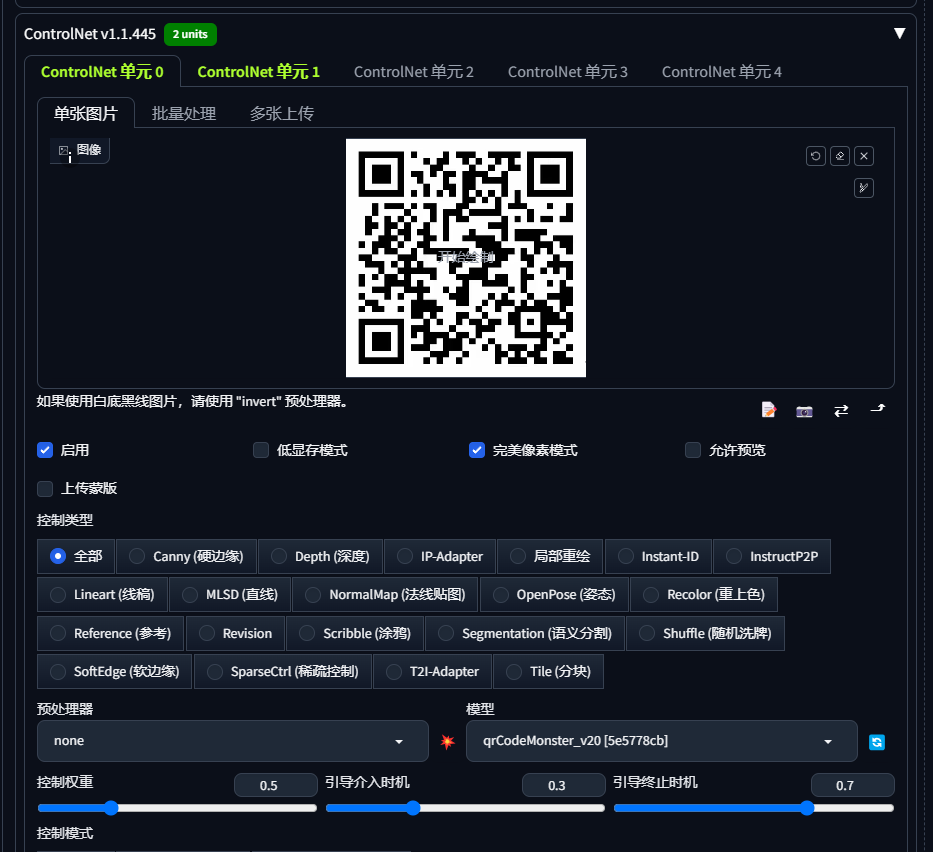 ControlNet v1.1.445 2 units ▼
ControlNet 单元 0 ControlNet 单元 1 ControlNet 单元 2 ControlNet 单元 3 ControlNet 单元 4
单张图片 批量处理 多张上传
图像
开始绘制
如果使用白底黑线图片，请使用 "invert" 预处理器。
启用 低显存模式 完美像素模式 允许预览
上传蒙版
控制类型
全部 Canny (硬边缘) Depth (深度) IP-Adapter 局部重绘 Instant-ID InstructP2P
Lineart (线稿) MLSD (直线) NormalMap (法线贴图) OpenPose (姿态) Recolor (重上色)
Reference (参考) Revision Scribble (涂鸦) Segmentation (语义分割) Shuffle (随机洗牌)
SoftEdge (软边缘) SparseCtrl (稀疏控制) T2I-Adapter Tile (分块)
预处理器 模型
none qrCodeMonster_v20 [5e5778cb]
控制权重 0.5 引导介入时机 0.3 引导终止时机 0.7
控制模式